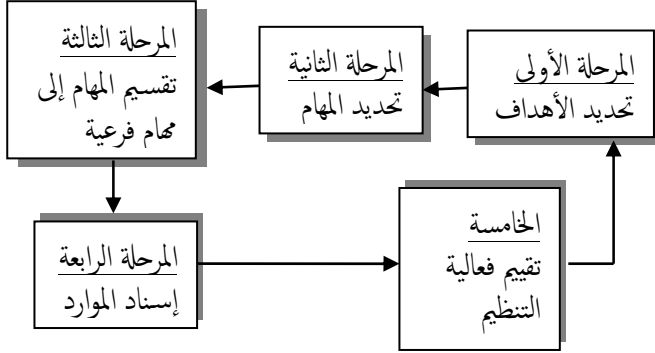 المرحلة الأولى
تحديد الأهداف
المرحلة الثانية
تحديد المهام
المرحلة الثالثة
تقسيم المهام إلى
مهام فرعية
المرحلة الرابعة
إسناد الموارد
الخامسة
تقييم فعالية
التنظيم